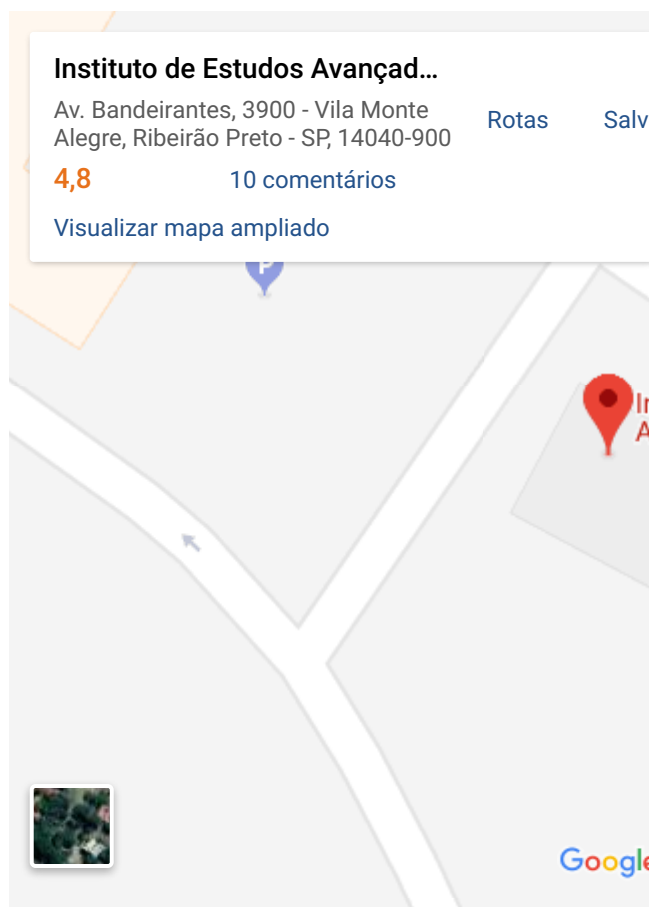 Instituto de Estudos Avançad...
Av. Bandeirantes, 3900 - Vila Monte
Alegre, Ribeirão Preto - SP, 14040-900
Rotas
Salv
4,8
10 comentários
Visualizar mapa ampliado
P
Google